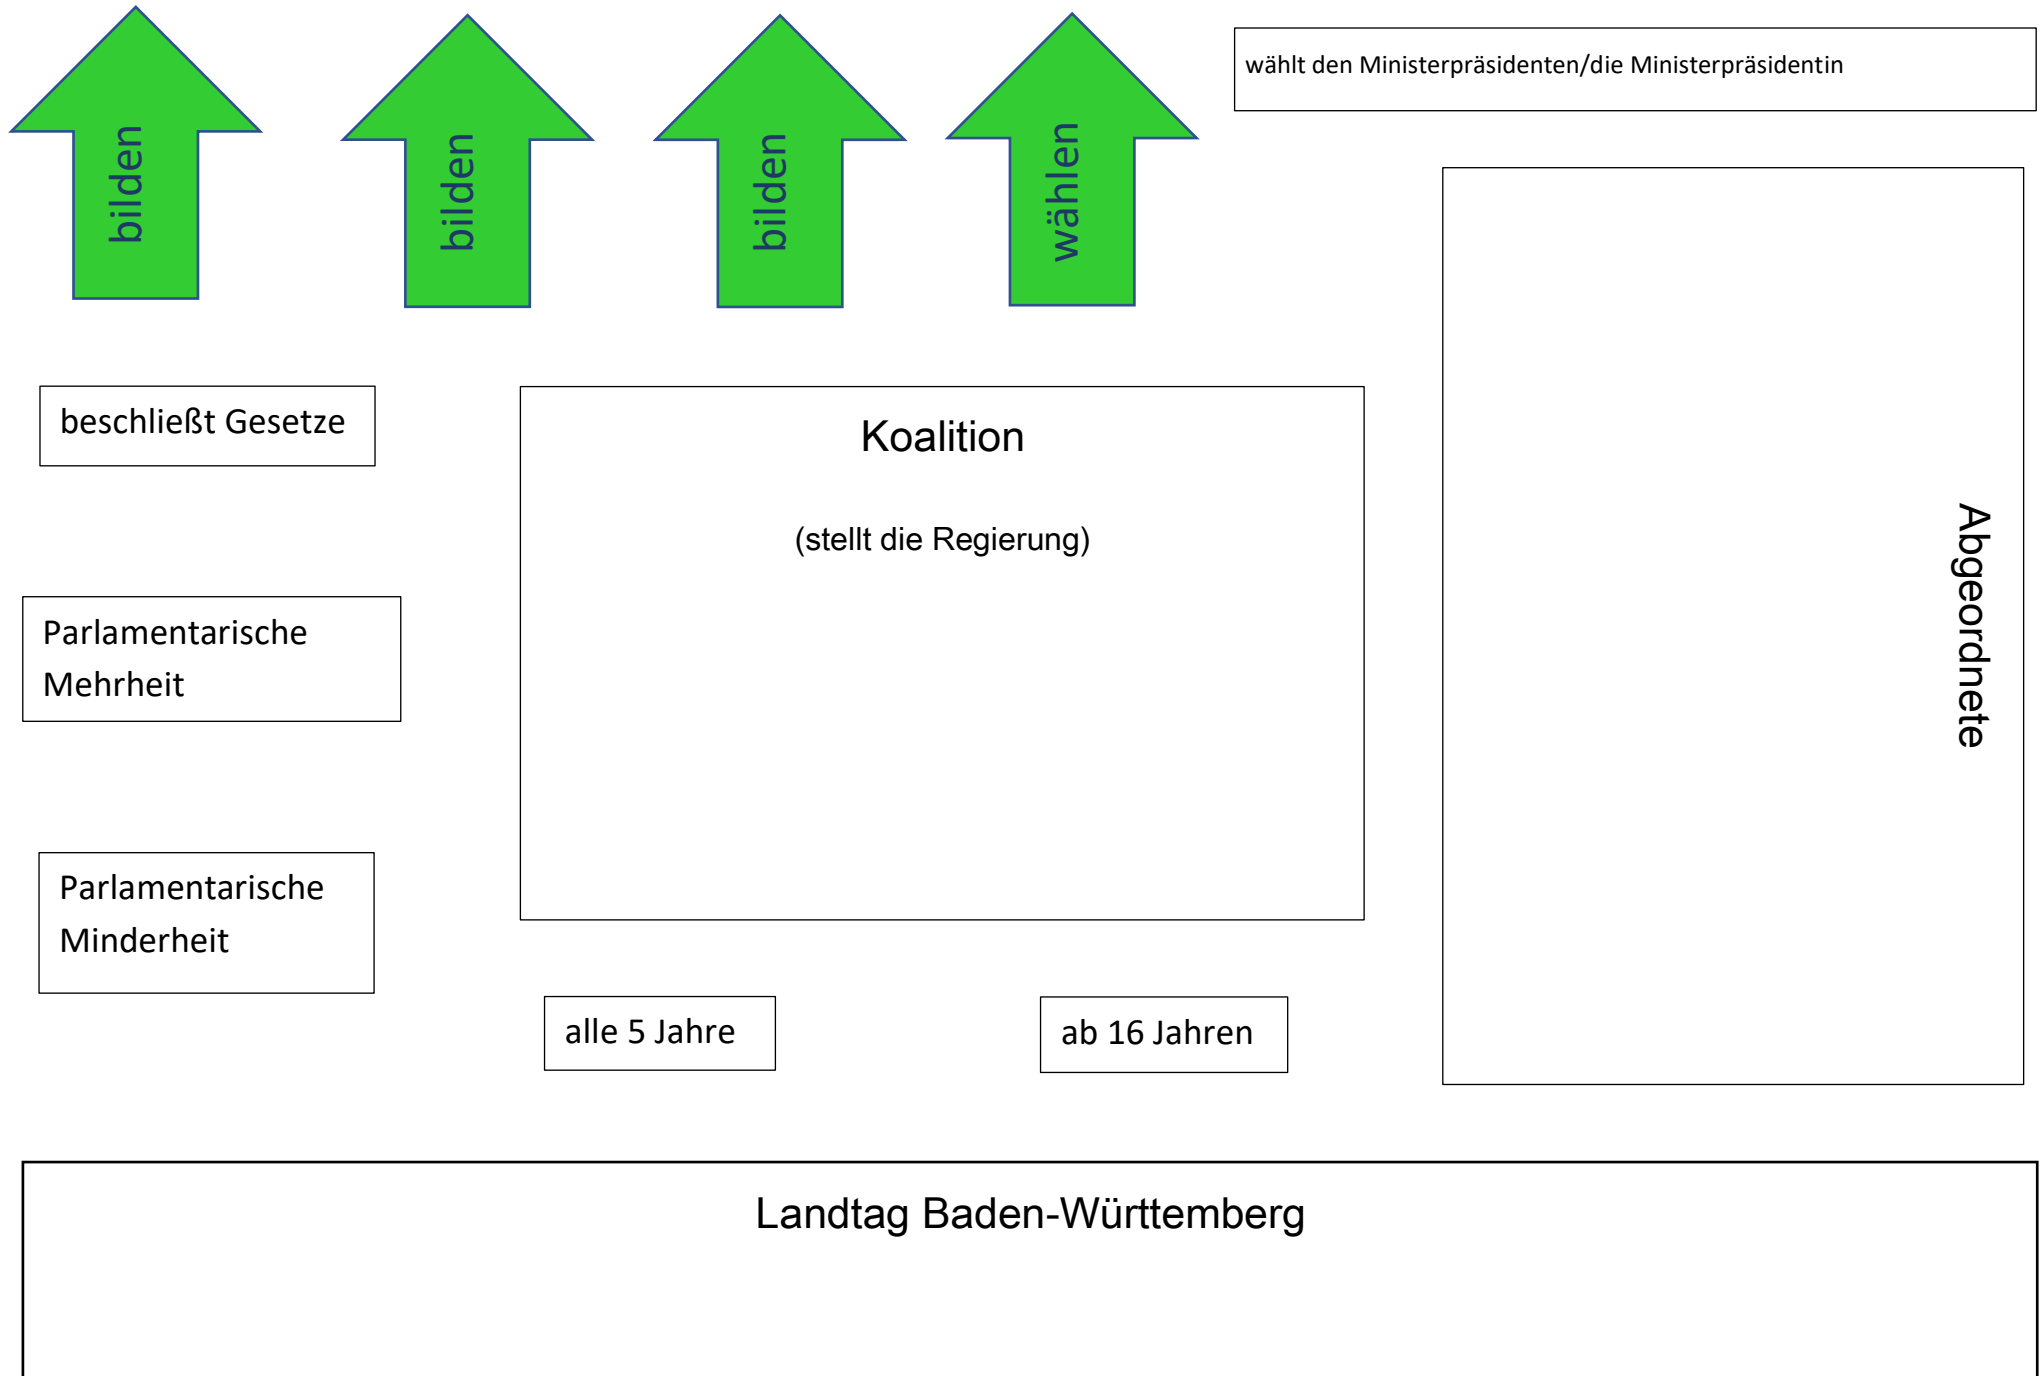 bilden
bilden
bilden
wählen
wählt den Ministerpräsidenten/die Ministerpräsidentin
beschließt Gesetze
Koalition
(stellt die Regierung)
Abgeordnete
Parlamentarische
Mehrheit
Parlamentarische
Minderheit
alle 5 Jahre
ab 16 Jahren
Landtag Baden-Württemberg